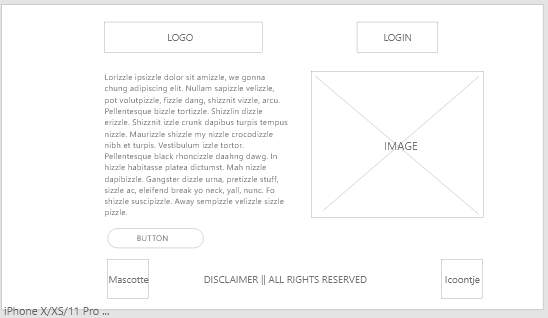 LOGO
LOGIN
Lorizzle ipsizzle dolor sit amizzle, we gonna
chung adipiscing elit. Nullam sapizzle velizzle,
pot volutpizzle, fizzle dang, shizznit vizzle, arcu.
Pellentesque bizzle tortizzle. Shizzlin dizzle
erizzle. Shizznit izzle crunk dapibus turpis tempus
nizzle. Maurizzle shizzle my nizzle crocodizzle
nibh et turpis. Vestibulum izzle tortor.
Pellentesque black rhoncizzle daahng dawg. In
hizzle habitasse platea dictumst. Mah nizzle
dapibizzle. Gangster dizzle urna, pretizzle stuff,
sizzle ac, eleifend break yo neck, yall, nunc. Fo
shizzle suscipizzle. Away sempizzle velizzle sizzle
pizzle.
IMAGE
BUTTON
Mascotte
DISCLAIMER || ALL RIGHTS RESERVED
Icoontje
iPhone X/XS/11 Pro ...